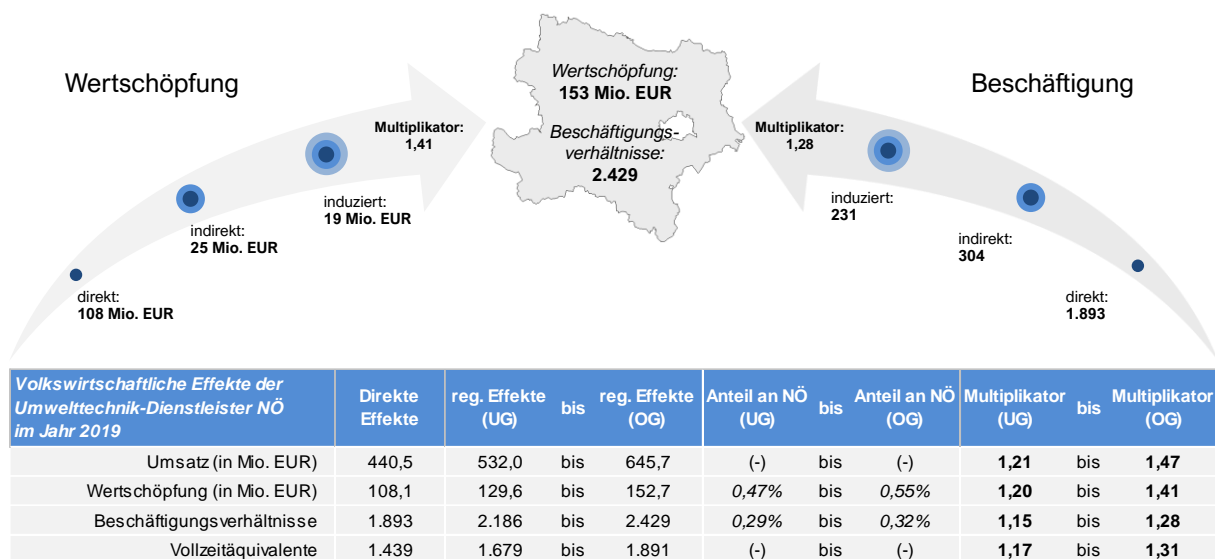 Wertschöpfung
Multiplikator:
1,41
induziert:
19 Mio. EUR
indirekt:
25 Mio. EUR
direkt:
108 Mio. EUR
Wertschöpfung:
153 Mio. EUR
Beschäftigungs-
verhältnisse:
2.429
Beschäftigung
Multiplikator:
1,28
induziert:
231
indirekt:
304
direkt:
1.893
Volkswirtschaftliche Effekte der
Umwelttechnik-Dienstleister NÖ
im Jahr 2019
Direkte
Effekte
reg. Effekte
(UG)
bis
reg. Effekte
(OG)
Anteil an NÖ
(UG)
bis
Anteil an NÖ
(OG)
Multiplikator
(UG)
bis
Multiplikator
(OG)
Umsatz (in Mio. EUR) 440,5 532,0 bis 645,7 (-) bis (-) 1,21 bis 1,47
Wertschöpfung (in Mio. EUR) 108,1 129,6 bis 152,7 0,47% bis 0,55% 1,20 bis 1,41
Beschäftigungsverhältnisse 1.893 2.186 bis 2.429 0,29% bis 0,32% 1,15 bis 1,28
Vollzeitäquivalente 1.439 1.679 bis 1.891 (-) bis (-) 1,17 bis 1,31